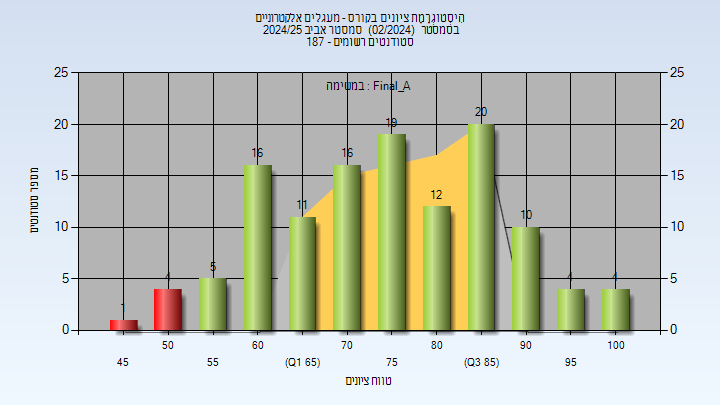 היסטוגרמת ציונים בקורס - מעגלים אלקטרוניים
בסמסטר (02/2024) סמסטר אביב 2024/25
סטודנטים רשומים - 187
במשימה : Final_A
25 25
20 20
15 15
10 10
5 5
0 0
מספר סטודנטים
1 4 5 16 11 16 19 12 20 10 4 4
50 60 70 80 90 100
45 55 (Q1 65) 75 (Q3 85) 95
טווח ציונים